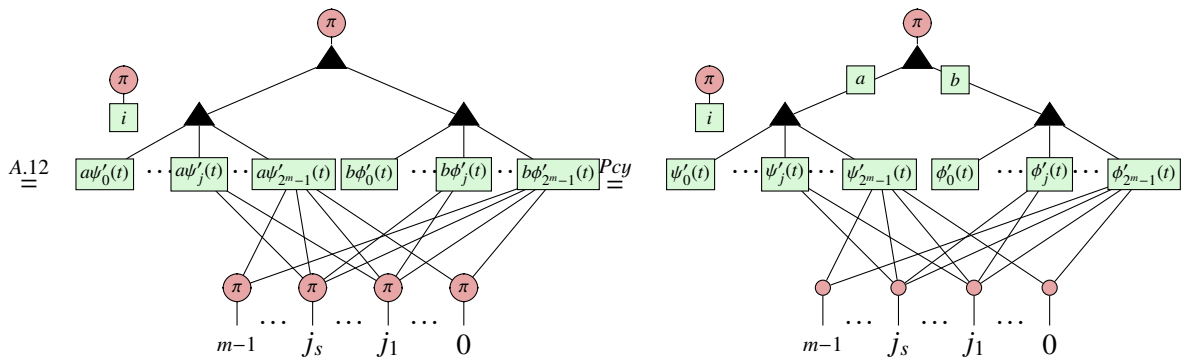 π π
π a b π
i i
A.12
= aψ′₀(t) ⋯ aψ′ⱼ(t) ⋯ aψ′₂ᵐ₋₁(t) bϕ′₀(t) ⋯ bϕ′ⱼ(t) ⋯ bϕ′₂ᵐ₋₁(t) Pcy
= ψ′₀(t) ⋯ ψ′ⱼ(t) ⋯ ψ′₂ᵐ₋₁(t) ϕ′₀(t) ⋯ ϕ′ⱼ(t) ⋯ ϕ′₂ᵐ₋₁(t)
π π π π
m−1 ⋯ jₛ ⋯ j₁ ⋯ 0 m−1 ⋯ jₛ ⋯ j₁ ⋯ 0